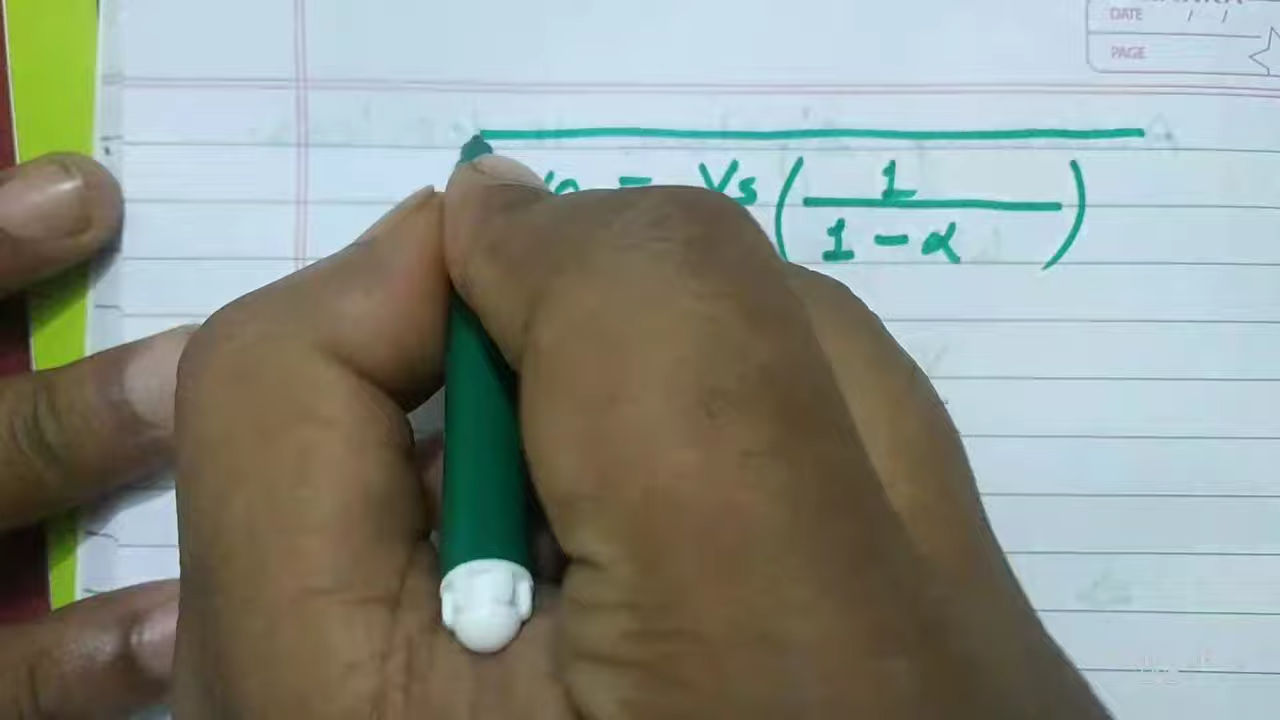 DATE / /
PAGE
= Vs ( 1 / 1 - α )